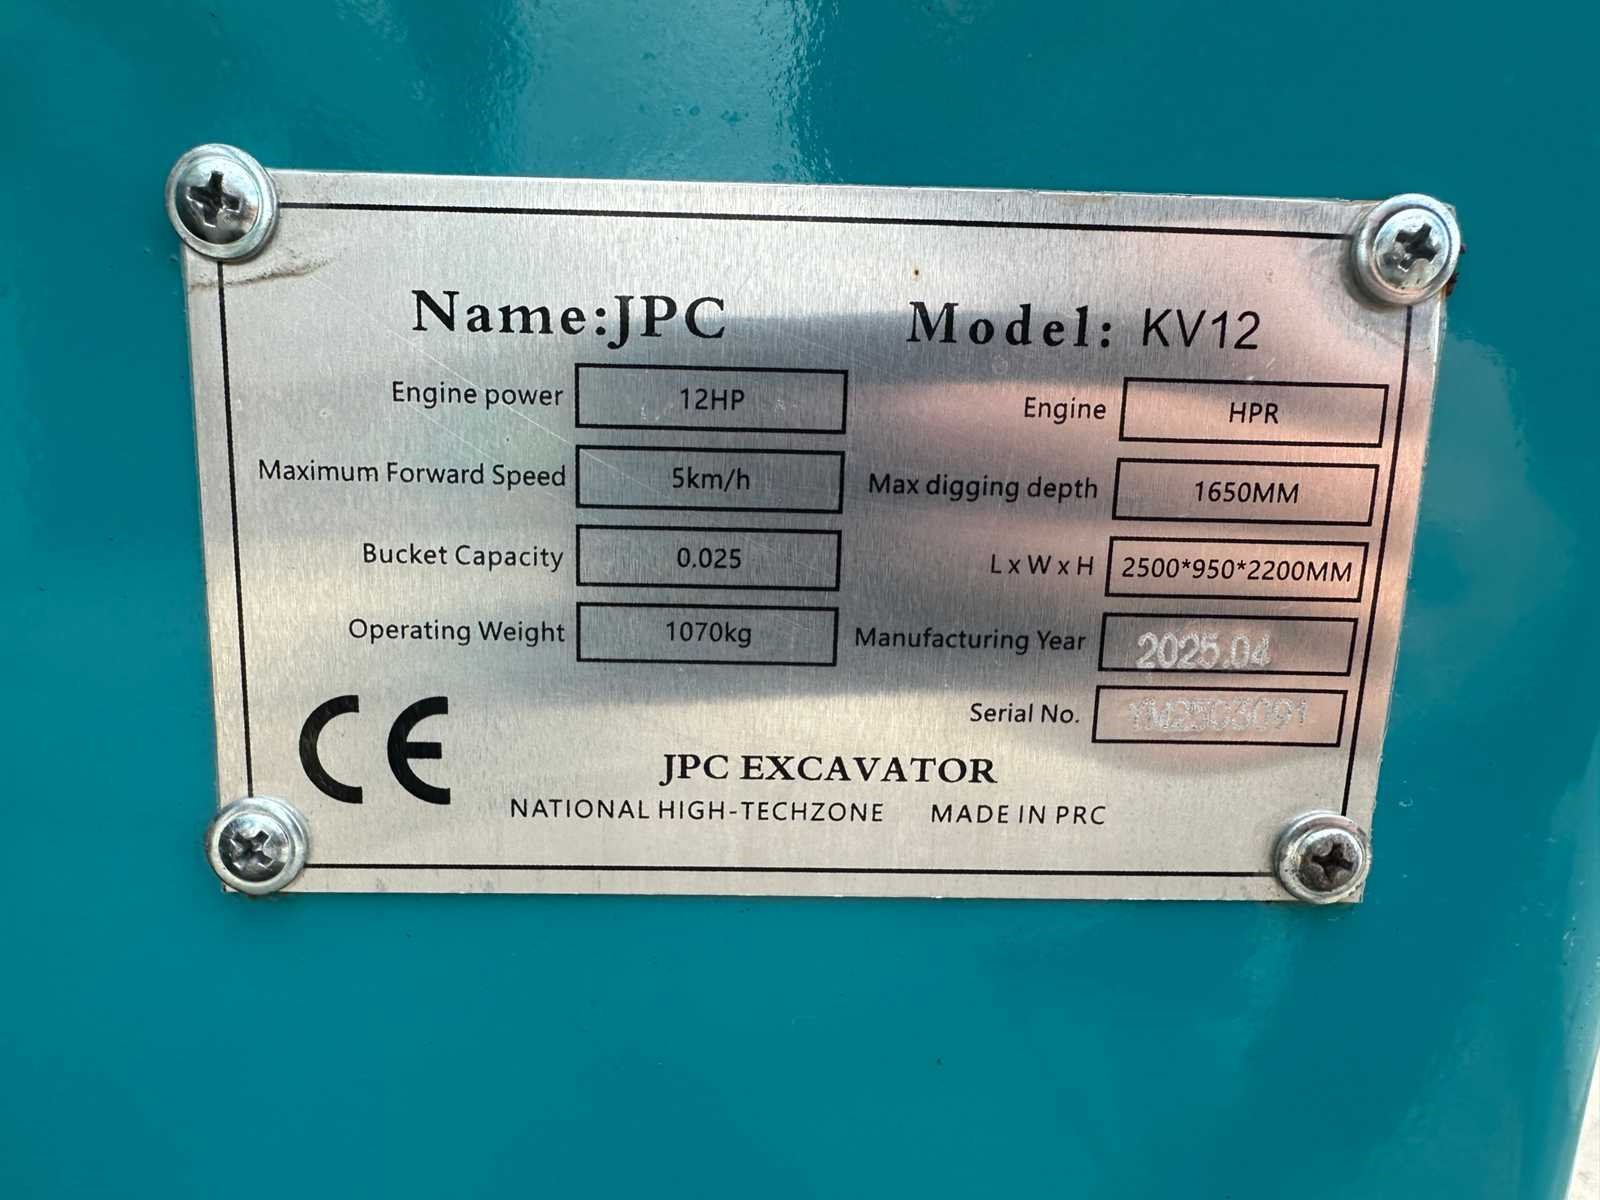 Name:JPC Model: KV12
Engine power 12HP Engine HPR
Maximum Forward Speed 5km/h Max digging depth 1650MM
Bucket Capacity 0.025 L x W x H 2500*950*2200MM
Operating Weight 1070kg Manufacturing Year 2025.04
Serial No.
CE
JPC EXCAVATOR
NATIONAL HIGH-TECHZONE MADE IN PRC